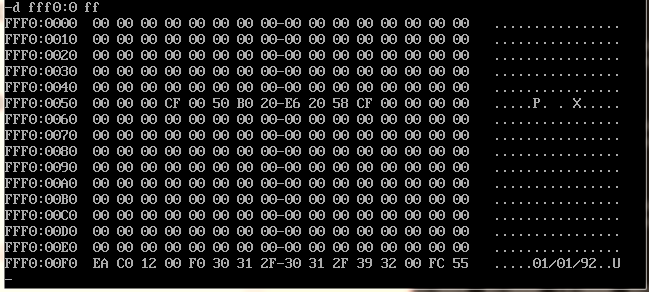 -d fff0:0 ff
FFF0:0000  00 00 00 00 00 00 00 00-00 00 00 00 00 00 00 00   ................
FFF0:0010  00 00 00 00 00 00 00 00-00 00 00 00 00 00 00 00   ................
FFF0:0020  00 00 00 00 00 00 00 00-00 00 00 00 00 00 00 00   ................
FFF0:0030  00 00 00 00 00 00 00 00-00 00 00 00 00 00 00 00   ................
FFF0:0040  00 00 00 00 00 00 00 00-00 00 00 00 00 00 00 00   ................
FFF0:0050  00 00 00 CF 00 50 B0 20-E6 20 58 CF 00 00 00 00   .....P. . X.....
FFF0:0060  00 00 00 00 00 00 00 00-00 00 00 00 00 00 00 00   ................
FFF0:0070  00 00 00 00 00 00 00 00-00 00 00 00 00 00 00 00   ................
FFF0:0080  00 00 00 00 00 00 00 00-00 00 00 00 00 00 00 00   ................
FFF0:0090  00 00 00 00 00 00 00 00-00 00 00 00 00 00 00 00   ................
FFF0:00A0  00 00 00 00 00 00 00 00-00 00 00 00 00 00 00 00   ................
FFF0:00B0  00 00 00 00 00 00 00 00-00 00 00 00 00 00 00 00   ................
FFF0:00C0  00 00 00 00 00 00 00 00-00 00 00 00 00 00 00 00   ................
FFF0:00D0  00 00 00 00 00 00 00 00-00 00 00 00 00 00 00 00   ................
FFF0:00E0  00 00 00 00 00 00 00 00-00 00 00 00 00 00 00 00   ................
FFF0:00F0  EA C0 12 00 F0 30 31 2F-30 31 2F 39 32 00 FC 55   .....01/01/92..U
-